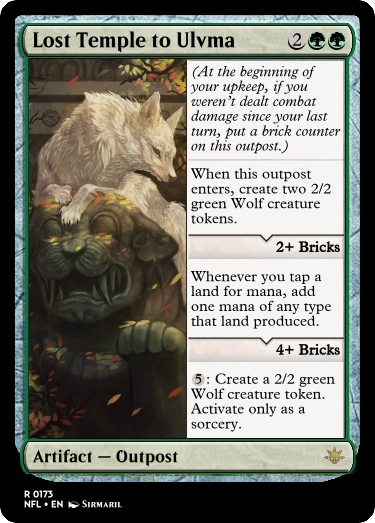 Lost Temple to Ulvma 2
(At the beginning of
your upkeep, if you
weren't dealt combat
damage since your last
turn, put a brick counter
on this outpost.)
When this outpost
enters, create two 2/2
green Wolf creature
tokens.
2+ Bricks
Whenever you tap a
land for mana, add
one mana of any type
that land produced.
4+ Bricks
5: Create a 2/2 green
Wolf creature token.
Activate only as a
sorcery.
Artifact — Outpost
R 0173
NFL • EN Sirmaril